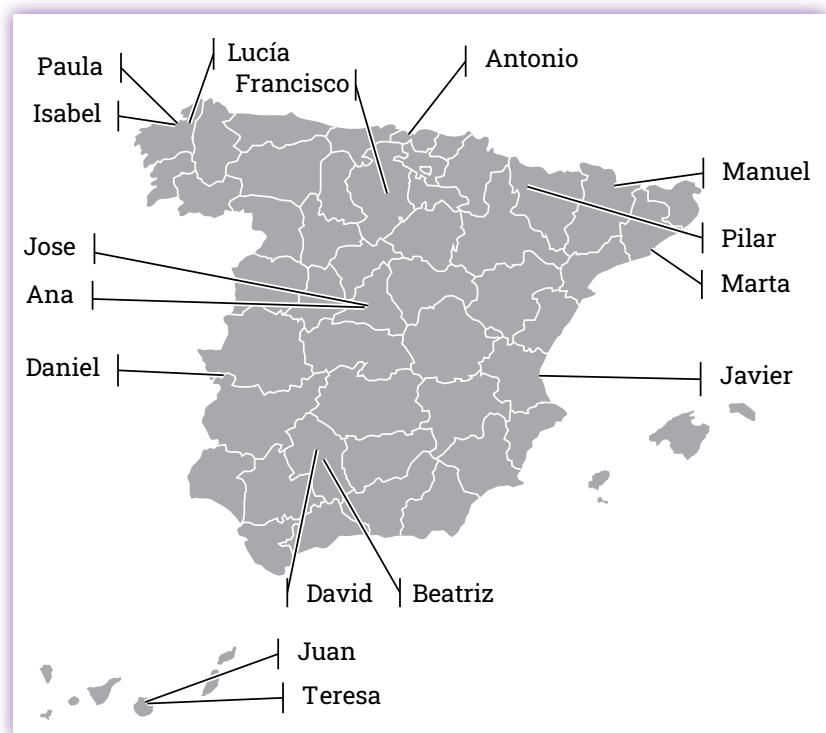 Paula
Lucía
Francisco
Antonio
Isabel
Manuel
Pilar
Jose
Marta
Ana
Daniel
Javier
David
Beatriz
Juan
Teresa